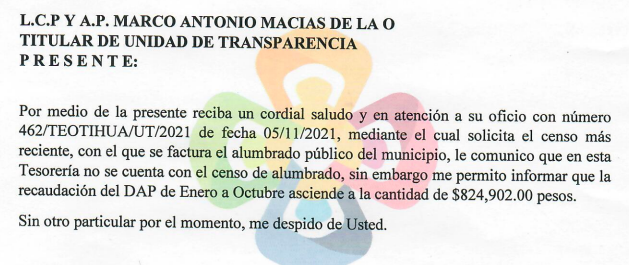 L.C.P Y A.P. MARCO ANTONIO MACIAS DE LA O
TITULAR DE UNIDAD DE TRANSPARENCIA
P R E S E N T E:
Por medio de la presente reciba un cordial saludo y en atención a su oficio con número
462/TEOTIHUA/UT/2021 de fecha 05/11/2021, mediante el cual solicita el censo más
reciente, con el que se factura el alumbrado público del municipio, le comunico que en esta
Tesorería no se cuenta con el censo de alumbrado, sin embargo me permito informar que la
recaudación del DAP de Enero a Octubre asciende a la cantidad de $824,902.00 pesos.
Sin otro particular por el momento, me despido de Usted.